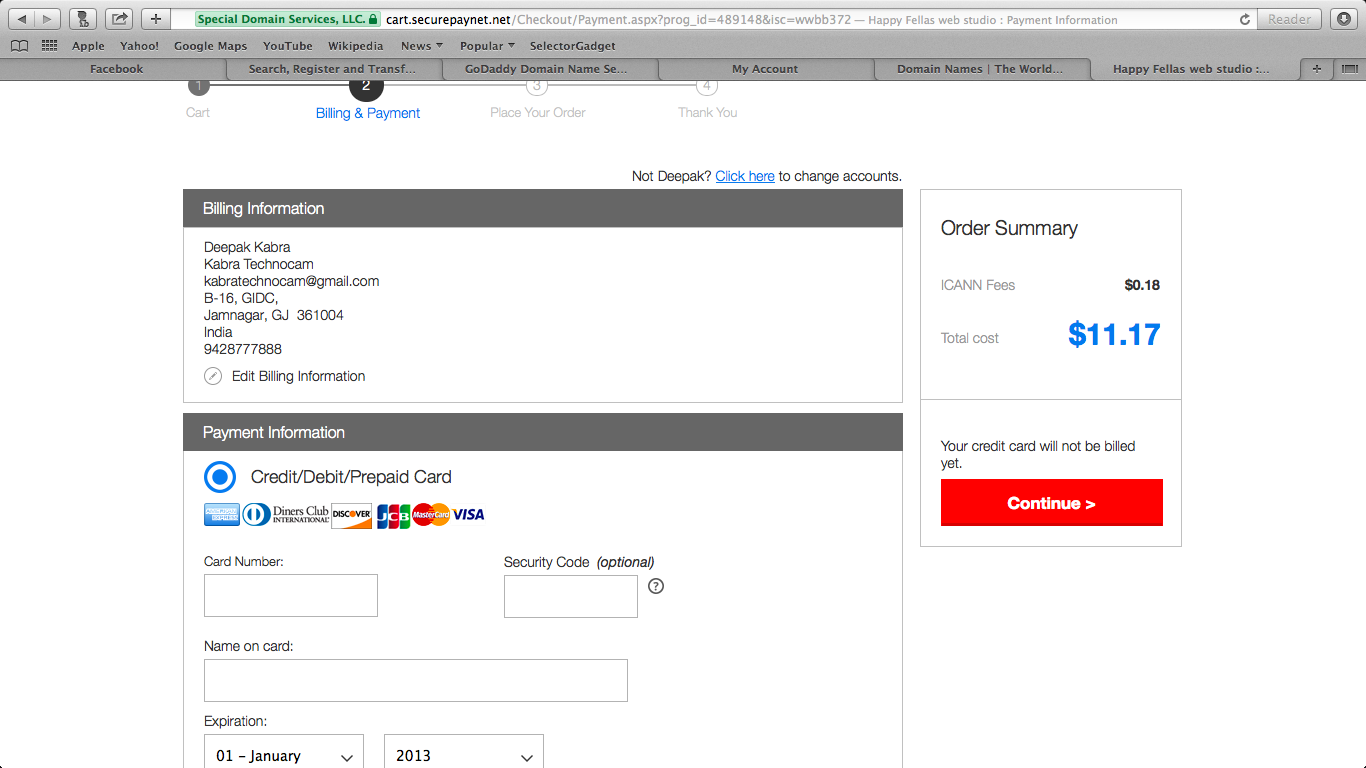 Special Domain Services, LLC. cart.securepaynet.net/Checkout/Payment.aspx?prog_id=489148&isc=wwbb372 — Happy Fellas web studio : Payment Information
Reader
Apple Yahoo! Google Maps YouTube Wikipedia News Popular SelectorGadget
Facebook Search, Register and Transf... GoDaddy Domain Name Se... My Account Domain Names | The World... Happy Fellas web studio :...
1 2 3 4
Cart Billing & Payment Place Your Order Thank You
Not Deepak? Click here to change accounts.
Billing Information
Deepak Kabra
Kabra Technocam
kabratechnocam@gmail.com
B-16, GIDC,
Jamnagar, GJ 361004
India
9428777888
Edit Billing Information
Order Summary
ICANN Fees $0.18
Total cost $11.17
Your credit card will not be billed
yet.
Continue >
Payment Information
Credit/Debit/Prepaid Card
AMERICAN EXPRESS Diners Club INTERNATIONAL DISCOVER JCB MasterCard VISA
Card Number: Security Code (optional)
?
Name on card:
Expiration:
01 - January 2013